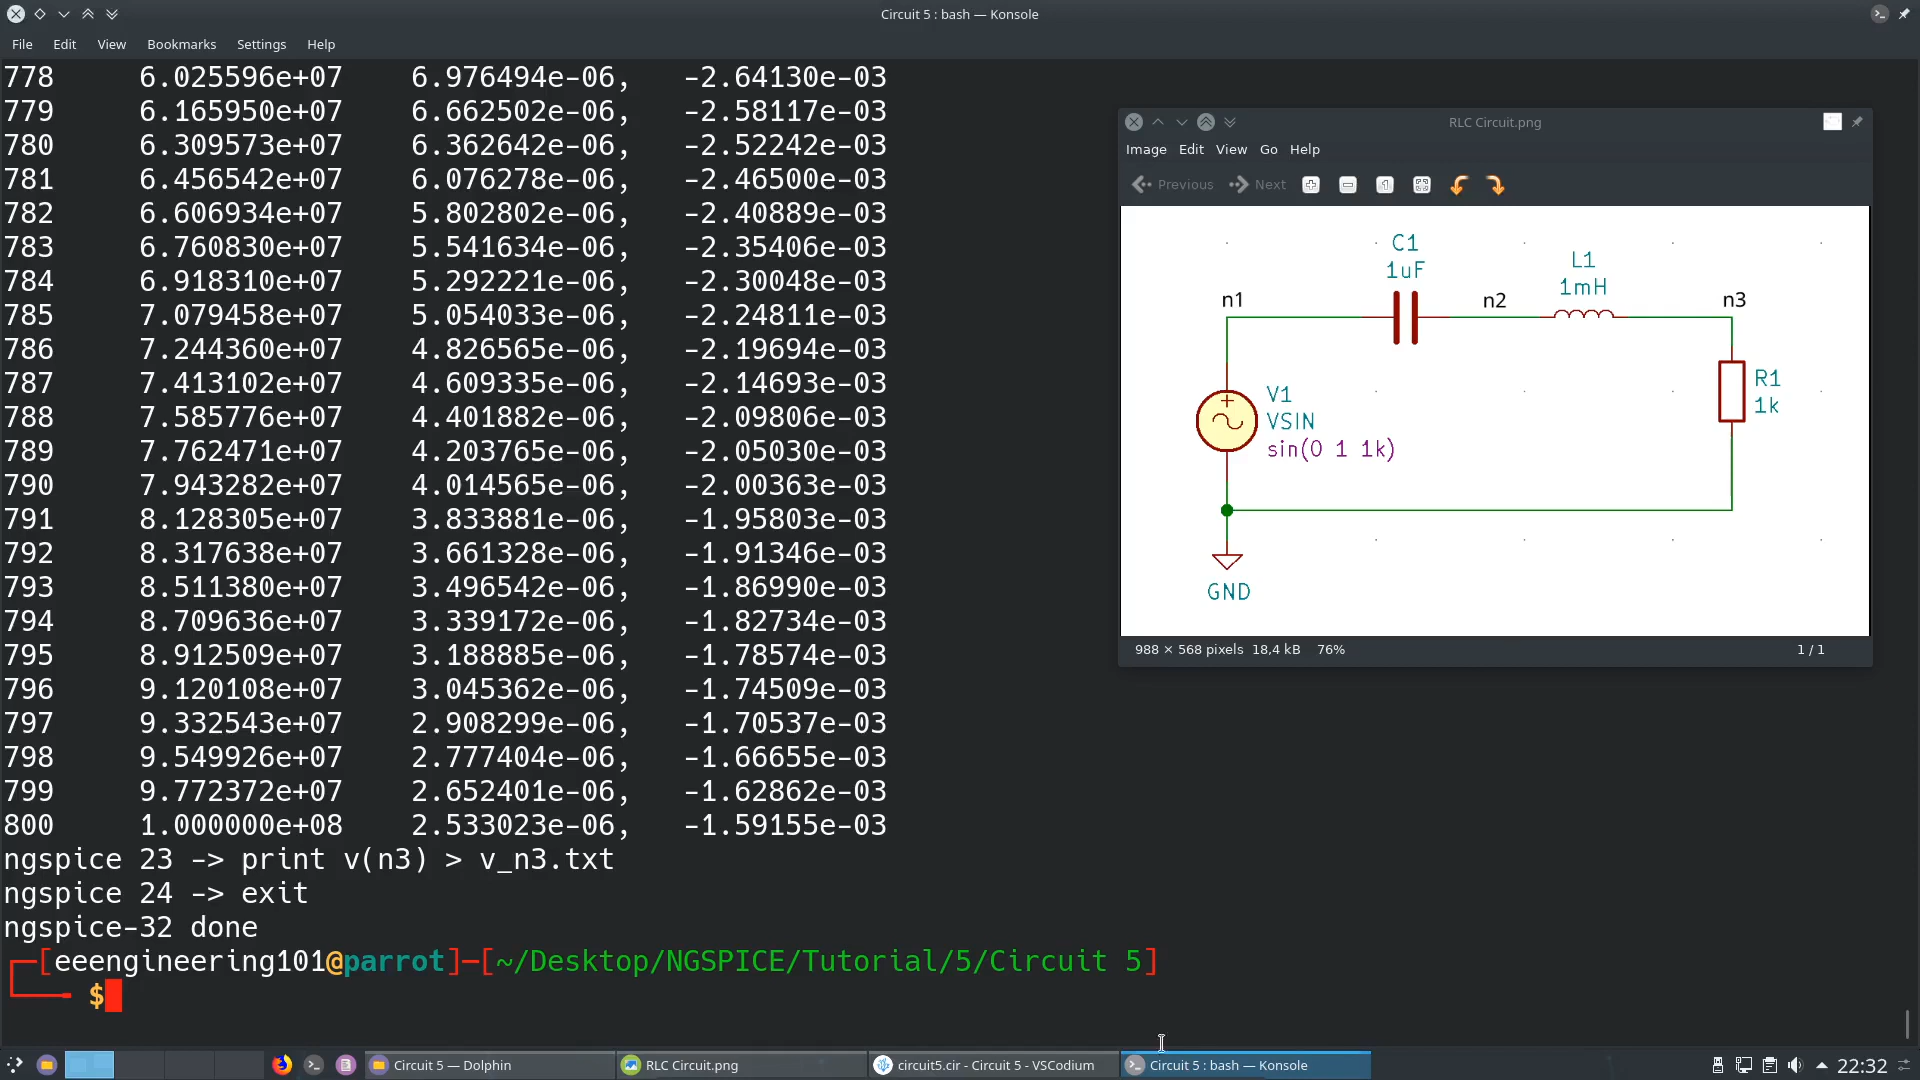 Circuit 5 : bash — Konsole
File Edit View Bookmarks Settings Help
778 6.025596e+07 6.976494e-06, -2.64130e-03
779 6.165950e+07 6.662502e-06, -2.58117e-03
780 6.309573e+07 6.362642e-06, -2.52242e-03
781 6.456542e+07 6.076278e-06, -2.46500e-03
782 6.606934e+07 5.802802e-06, -2.40889e-03
783 6.760830e+07 5.541634e-06, -2.35406e-03
784 6.918310e+07 5.292221e-06, -2.30048e-03
785 7.079458e+07 5.054033e-06, -2.24811e-03
786 7.244360e+07 4.826565e-06, -2.19694e-03
787 7.413102e+07 4.609335e-06, -2.14693e-03
788 7.585776e+07 4.401882e-06, -2.09806e-03
789 7.762471e+07 4.203765e-06, -2.05030e-03
790 7.943282e+07 4.014565e-06, -2.00363e-03
791 8.128305e+07 3.833881e-06, -1.95803e-03
792 8.317638e+07 3.661328e-06, -1.91346e-03
793 8.511380e+07 3.496542e-06, -1.86990e-03
794 8.709636e+07 3.339172e-06, -1.82734e-03
795 8.912509e+07 3.188885e-06, -1.78574e-03
796 9.120108e+07 3.045362e-06, -1.74509e-03
797 9.332543e+07 2.908299e-06, -1.70537e-03
798 9.549926e+07 2.777404e-06, -1.66655e-03
799 9.772372e+07 2.652401e-06, -1.62862e-03
800 1.000000e+08 2.533023e-06, -1.59155e-03
ngspice 23 -> print v(n3) > v_n3.txt
ngspice 24 -> exit
ngspice-32 done
[eeengineering101@parrot]-[~/Desktop/NGSPICE/Tutorial/5/Circuit 5]
$
RLC Circuit.png
Image Edit View Go Help
Previous Next
C1
1uF
L1
1mH
n1
n2
n3
V1
VSIN
sin(0 1 1k)
R1
1k
GND
988 × 568 pixels 18,4 kB 76% 1 / 1
Circuit 5 — Dolphin
RLC Circuit.png
circuit5.cir - Circuit 5 - VSCodium
Circuit 5 : bash — Konsole
22:32